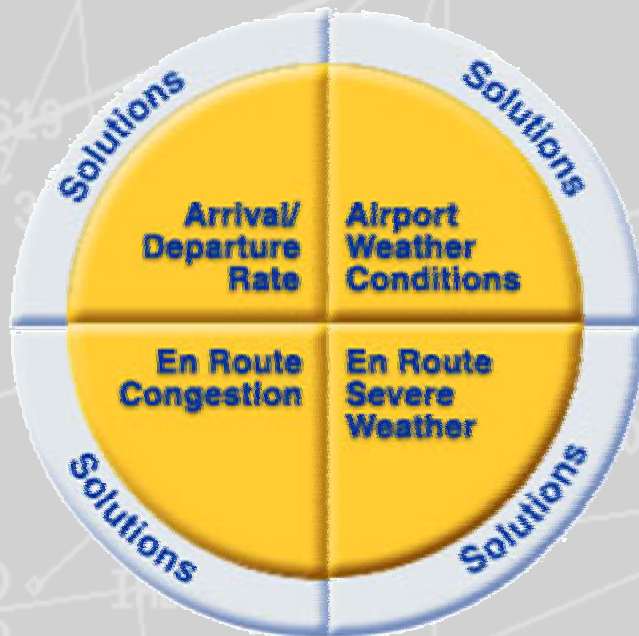 Solutions
Solutions
Arrival/
Departure
Rate
Airport
Weather
Conditions
En Route
Congestion
En Route
Severe
Weather
Solutions
Solutions